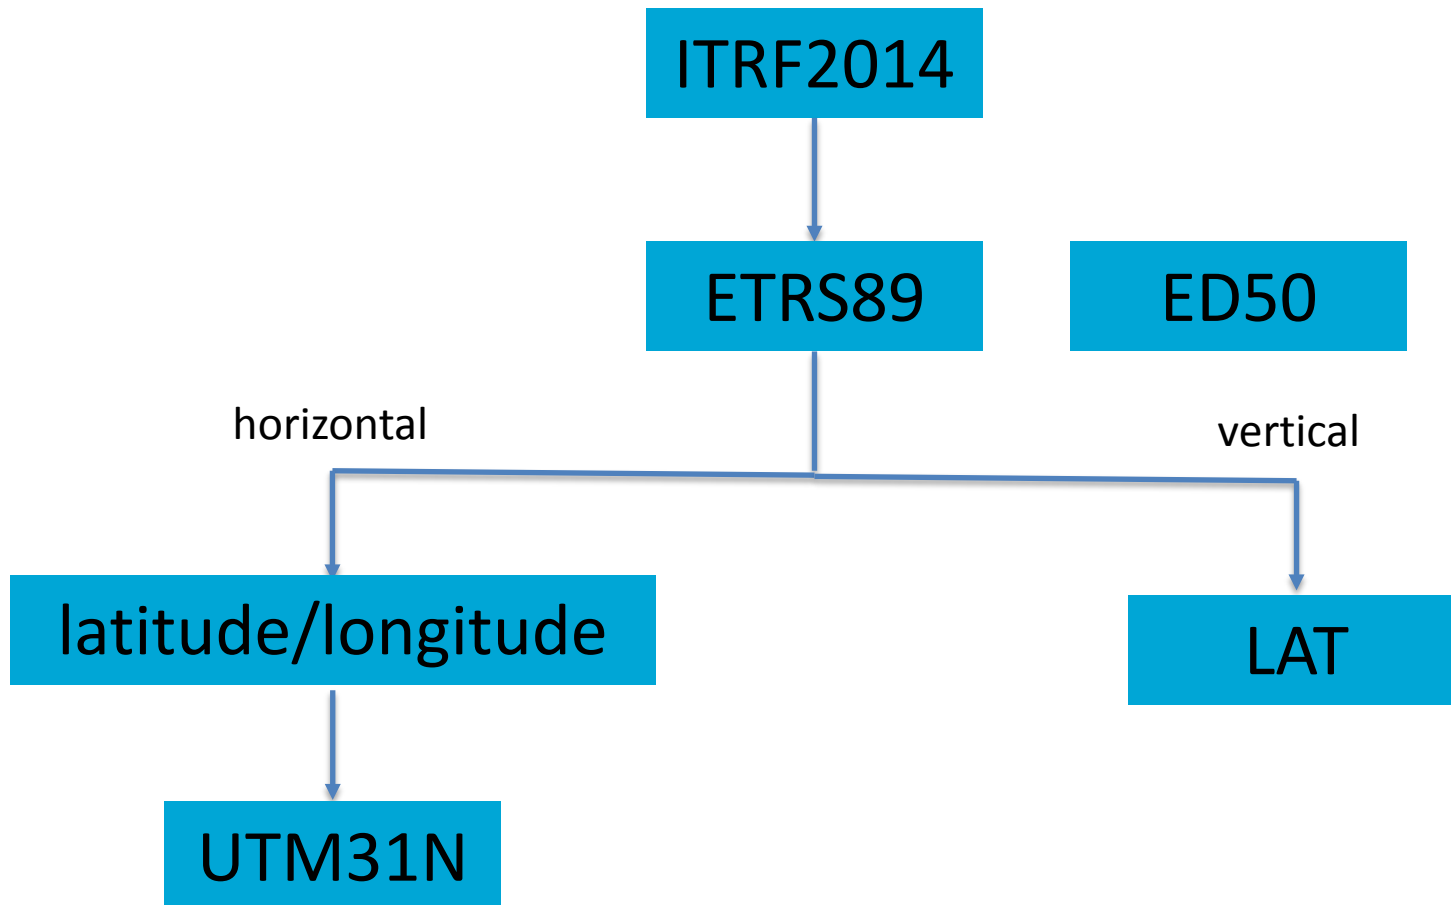 ITRF2014
ETRS89
ED50
horizontal
vertical
latitude/longitude
LAT
UTM31N